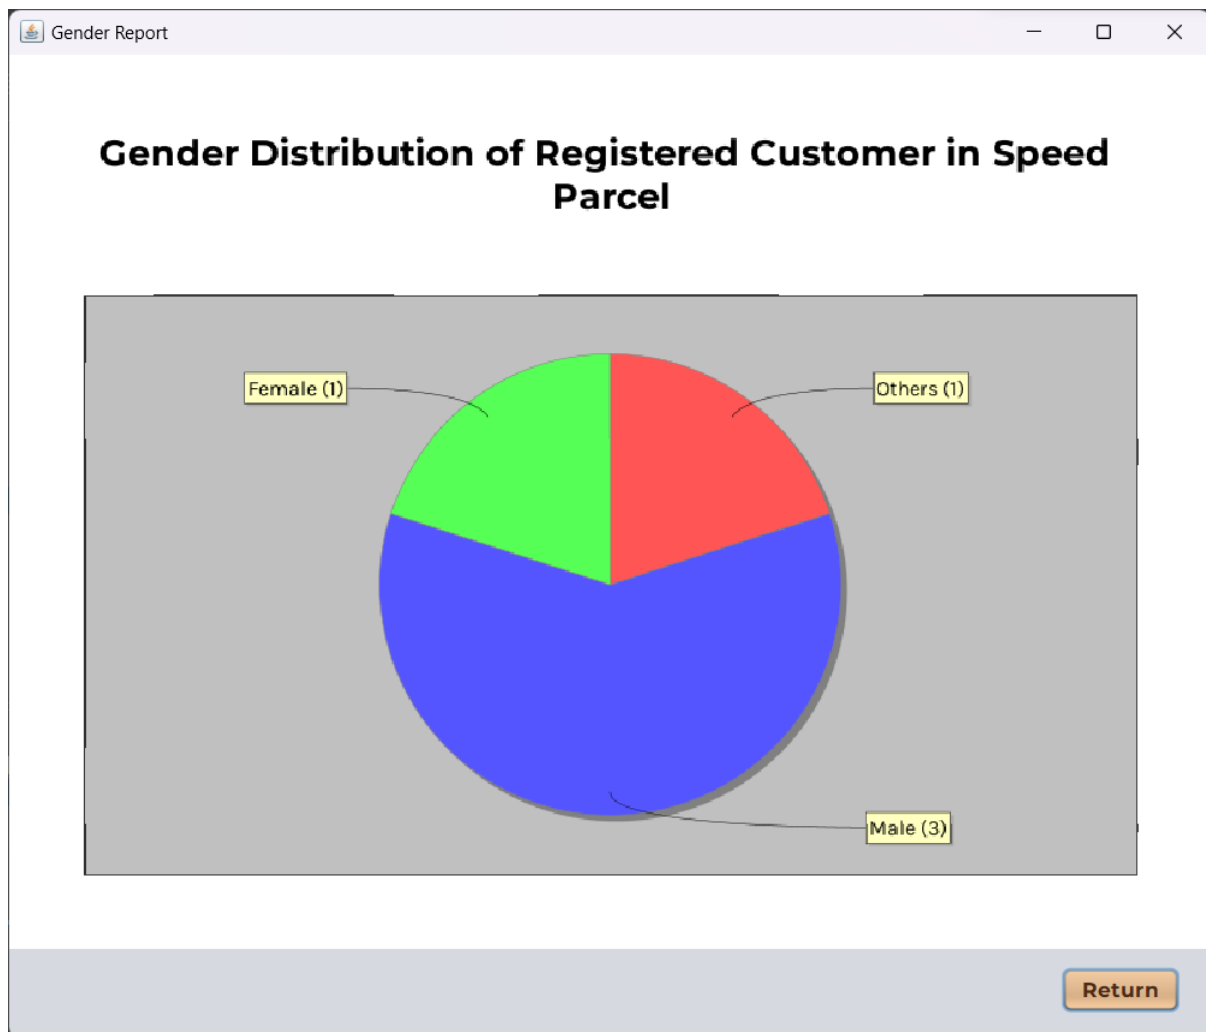 Gender Report
Gender Distribution of Registered Customer in Speed
Parcel
Female (1)
Others (1)
Male (3)
Return